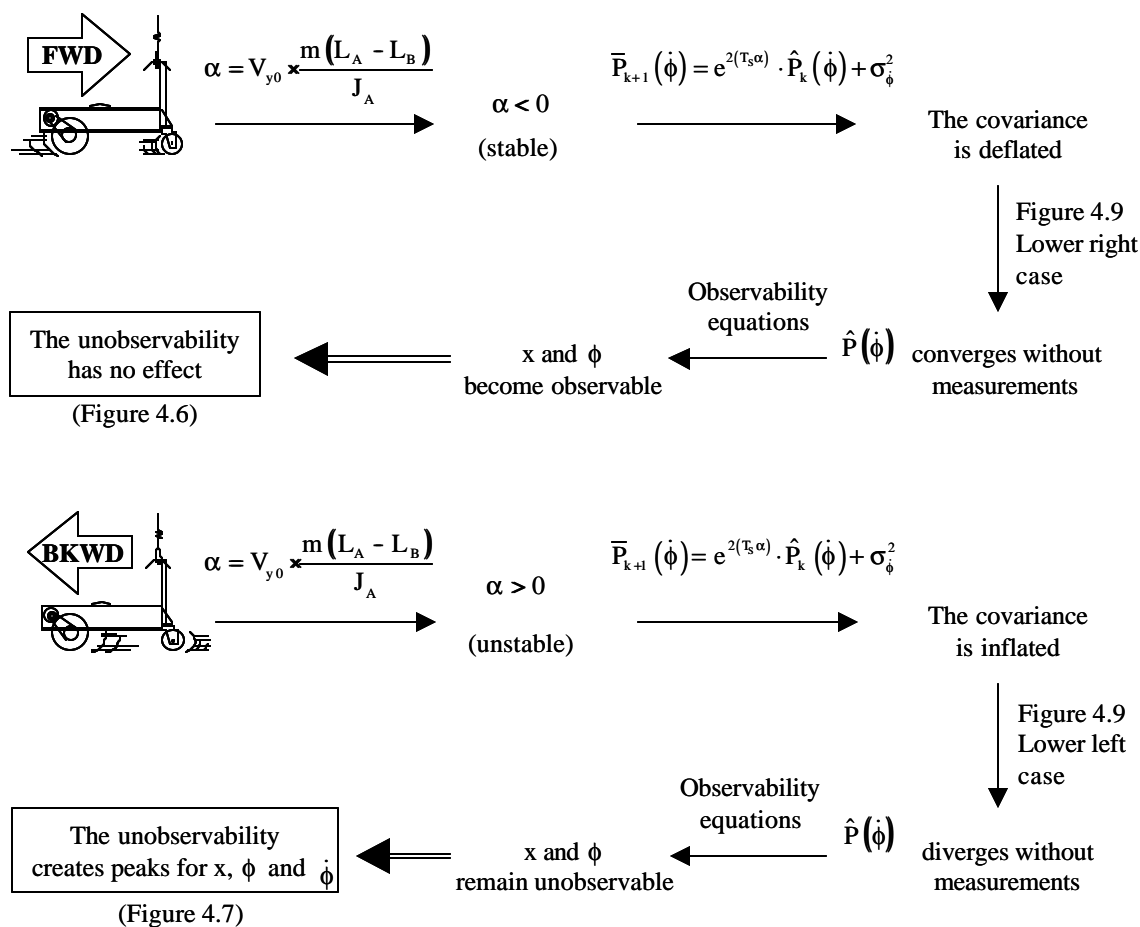 FWD
α = V_y0 × m(L_A - L_B) / J_A
α < 0
(stable)
P̅_k+1(φ̇) = e^2(T_S α) · P̂_k(φ̇) + σ²_φ̇
The covariance
is deflated
Figure 4.9
Lower right
case
P̂(φ̇) converges without
measurements
Observability
equations
x and ϕ
become observable
The unobservability
has no effect
(Figure 4.6)
BKWD
α = V_y0 × m(L_A - L_B) / J_A
α > 0
(unstable)
P̅_k+1(φ̇) = e^2(T_S α) · P̂_k(φ̇) + σ²_φ̇
The covariance
is inflated
Figure 4.9
Lower left
case
P̂(φ̇) diverges without
measurements
Observability
equations
x and ϕ
remain unobservable
The unobservability
creates peaks for x, ϕ and ϕ̇
(Figure 4.7)